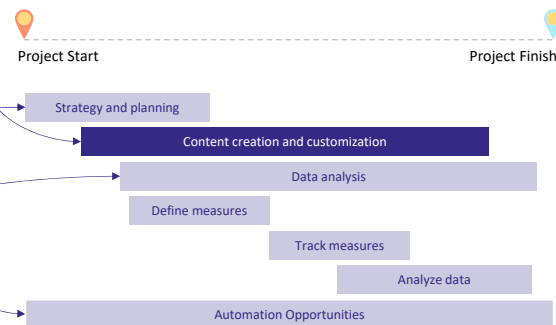 Project Start
Project Finish
Strategy and planning
Content creation and customization
Data analysis
Define measures
Track measures
Analyze data
Automation Opportunities